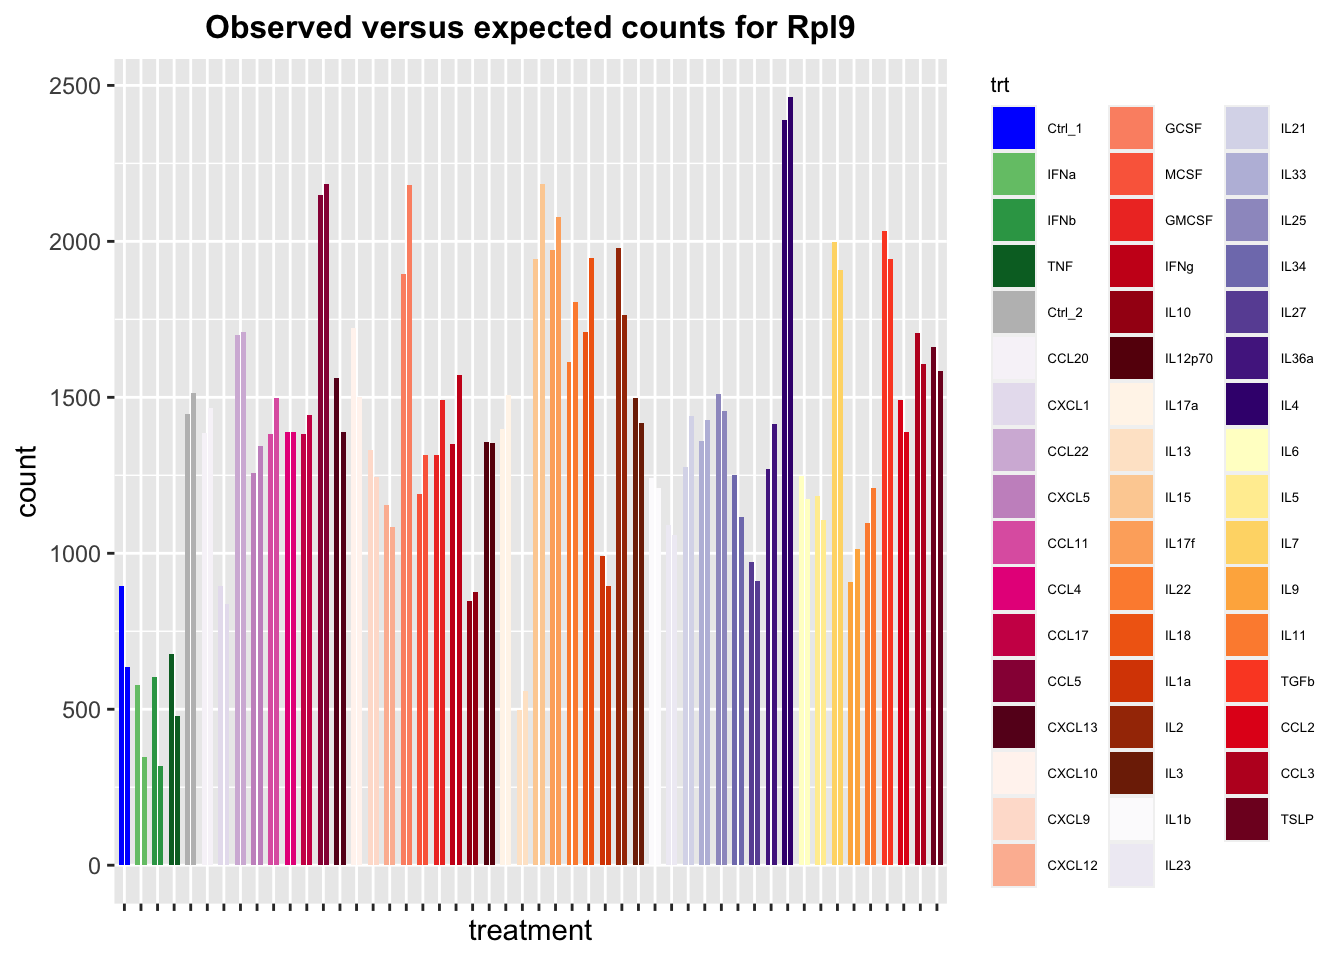 Observed versus expected counts for Rpl9
count
2500
2000
1500
1000
500
0
treatment
trt
Ctrl_1
IFNa
IFNb
TNF
Ctrl_2
CCL20
CXCL1
CCL22
CXCL5
CCL11
CCL4
CCL17
CCL5
CXCL13
CXCL10
CXCL9
CXCL12
GCSF
MCSF
GMCSF
IFNg
IL10
IL12p70
IL17a
IL13
IL15
IL17f
IL22
IL18
IL1a
IL2
IL3
IL1b
IL23
IL21
IL33
IL25
IL34
IL27
IL36a
IL4
IL6
IL5
IL7
IL9
IL11
TGFb
CCL2
CCL3
TSLP